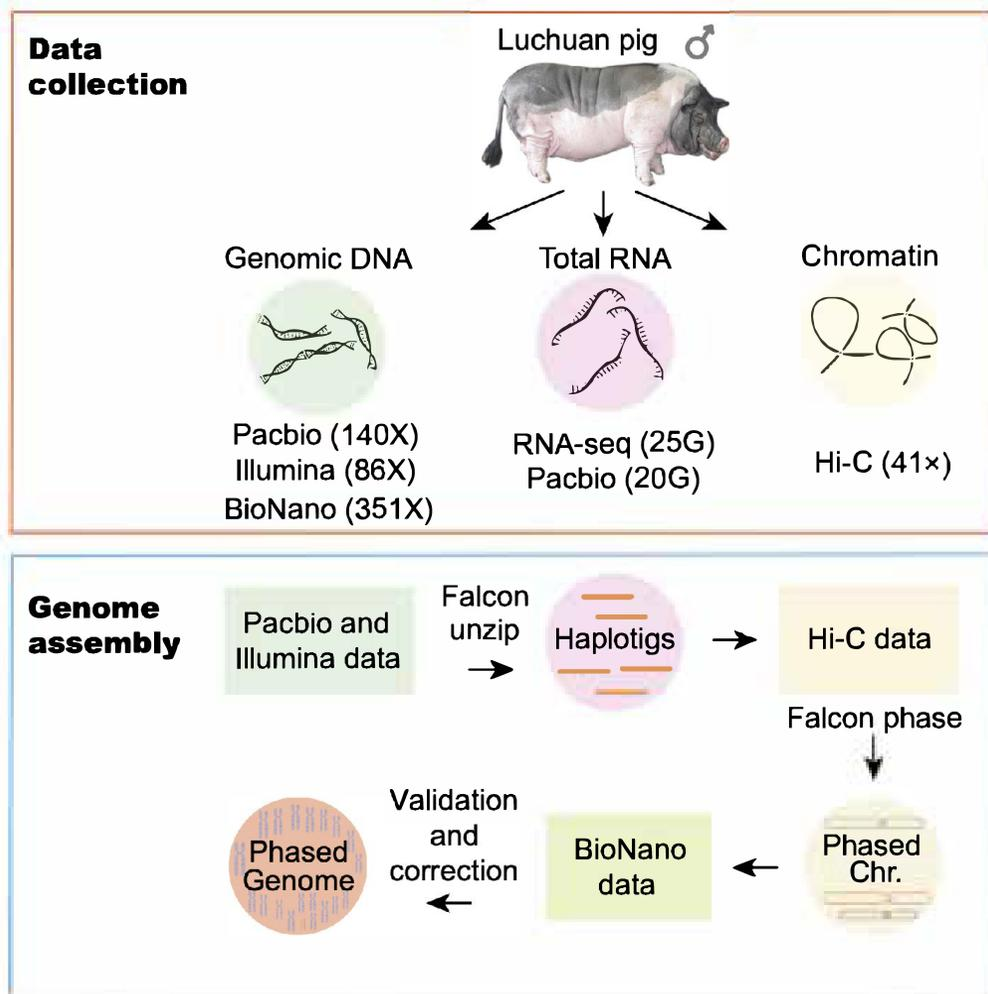 Data
collection
Luchuan pig ♂
Genomic DNA
Total RNA
Chromatin
Pacbio (140X)
Illumina (86X)
BioNano (351X)
RNA-seq (25G)
Pacbio (20G)
Hi-C (41×)
Genome
assembly
Pacbio and
Illumina data
Falcon
unzip
Haplotigs
Hi-C data
Falcon phase
Phased
Chr.
BioNano
data
Validation
and
correction
Phased
Genome